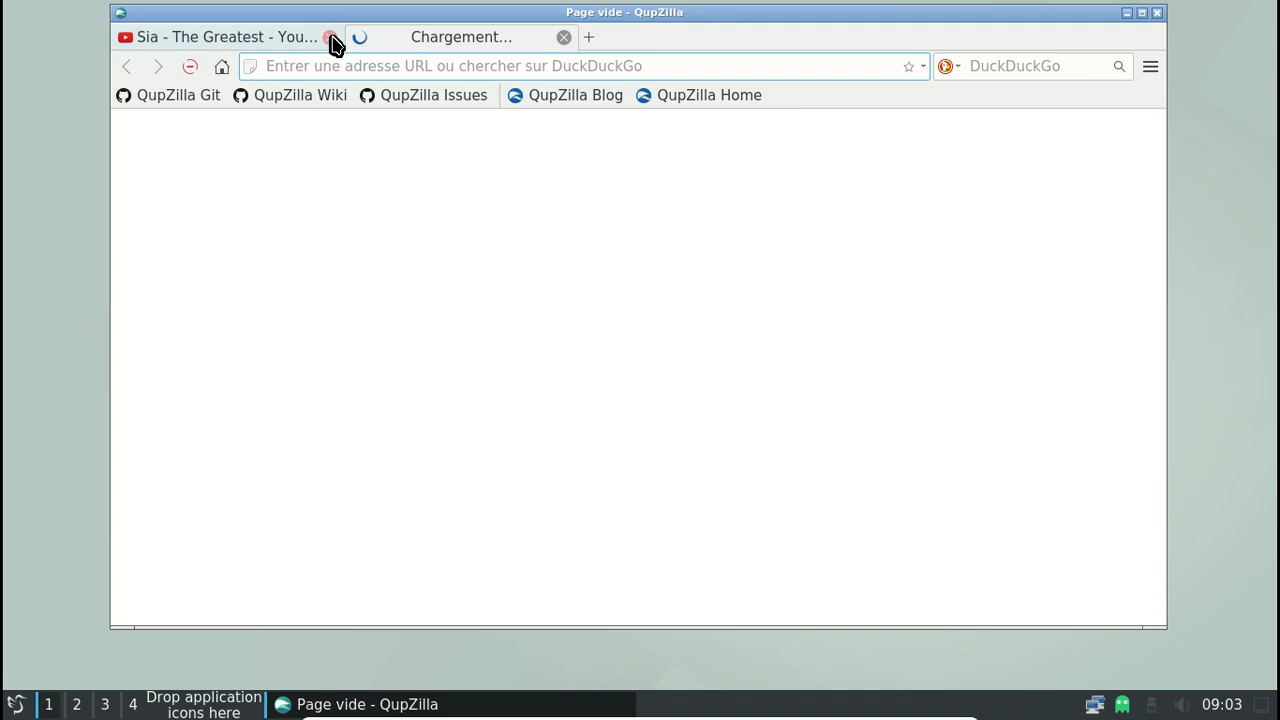 Page vide - QupZilla
Sia - The Greatest - You...
Chargement...
Entrer une adresse URL ou chercher sur DuckDuckGo
DuckDuckGo
QupZilla Git QupZilla Wiki QupZilla Issues QupZilla Blog QupZilla Home
1 2 3 4
Drop application
icons here
Page vide - QupZilla
09:03